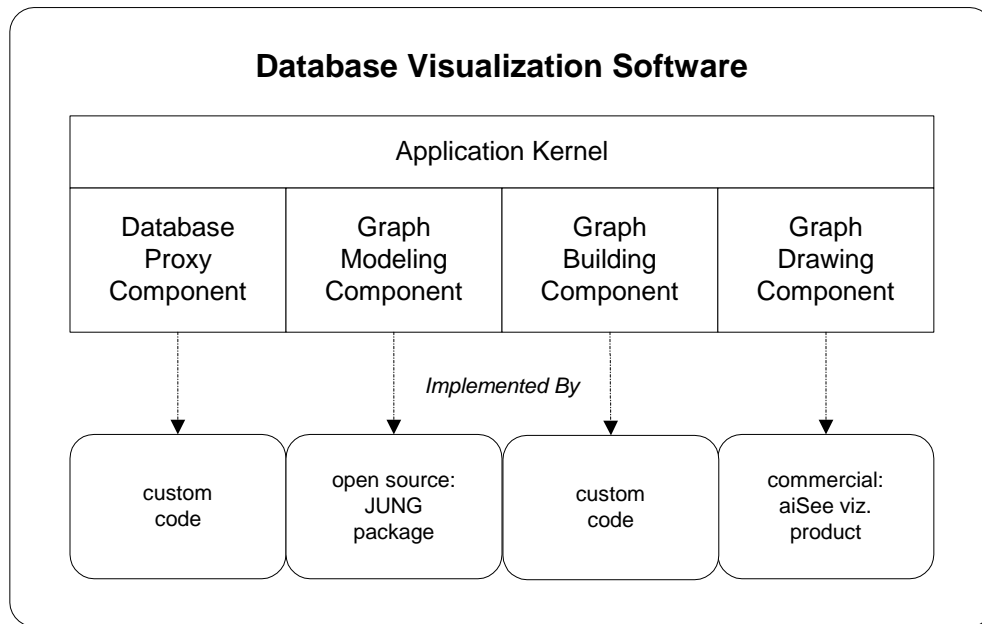 Database Visualization Software
Application Kernel
Database
Proxy
Component
Graph
Modeling
Component
Graph
Building
Component
Graph
Drawing
Component
Implemented By
custom
code
open source:
JUNG
package
custom
code
commercial:
aiSee viz.
product